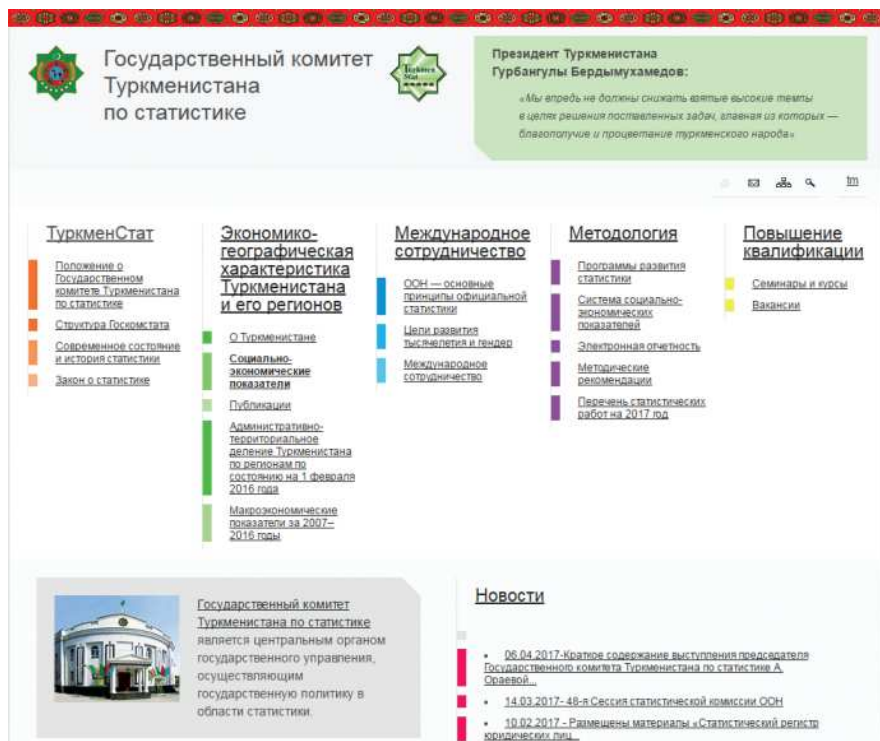 Государственный комитет
Туркменистана
по статистике
Президент Туркменистана
Гурбангулы Бердымухамедов:
«Мы впредь не должны снижать взятые высокие темпы
в целях решения поставленных задач, главная из которых —
благополучие и процветание туркменского народа»
tm
ТуркменСтат
Положение о
Государственном
комитете Туркменистана
по статистике
Структура Госкомстата
Современное состояние
и история статистики
Закон о статистике
Экономико-
географическая
характеристика
Туркменистана
и его регионов
О Туркменистане
Социально-
экономические
показатели
Публикации
Административно-
территориальное
деление Туркменистана
по регионам по
состоянию на 1 февраля
2016 года
Макроэкономические
показатели за 2007–
2016 годы
Международное
сотрудничество
ООН — основные
принципы официальной
статистики
Цели развития
тысячелетия и гендер
Международное
сотрудничество
Методология
Программы развития
статистики
Система социально-
экономических
показателей
Электронная отчетность
Методические
рекомендации
Перечень статистических
работ на 2017 год
Повышение
квалификации
Семинары и курсы
Вакансии
Государственный комитет
Туркменистана по статистике
является центральным органом
государственного управления,
осуществляющим
государственную политику в
области статистики.
Новости
06.04.2017-Краткое содержание выступления председателя
Государственного комитета Туркменистана по статистике А.
Ораевой...
14.03.2017- 48-я Сессия статистической комиссии ООН
10.02.2017 - Размещены материалы «Статистический регистр
юридических лиц...